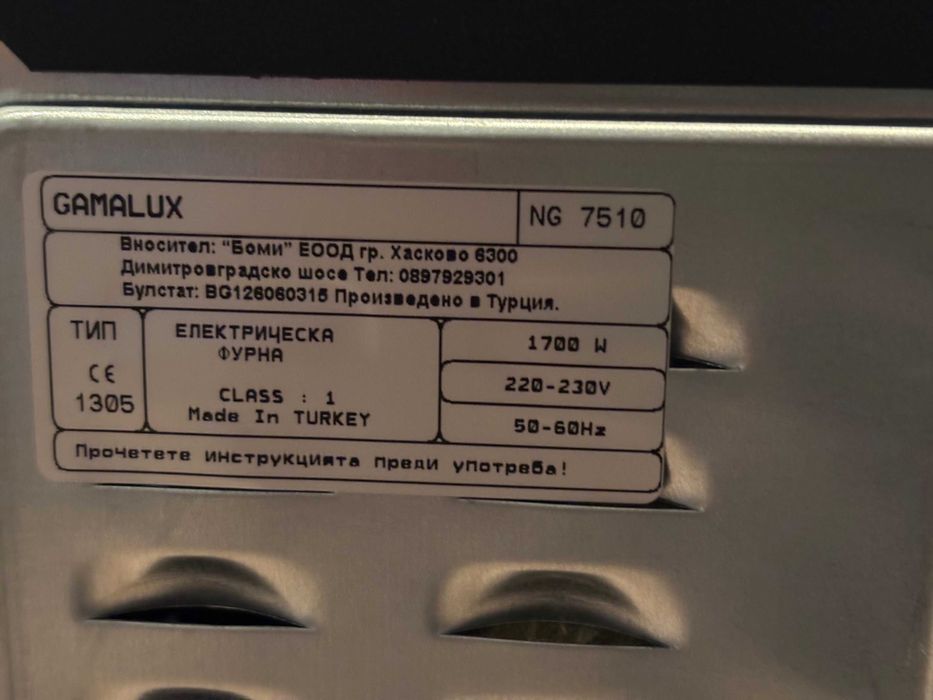 GAMALUX
NG 7510
Вносител: "Боми" ЕООД гр. Хасково 6300
Димитровградско шосе Тел: 0897929301
Булстат: BG126060315 Произведено в Турция.
ТИП
CE
1305
ЕЛЕКТРИЧЕСКА
ФУРНА
CLASS : 1
Made In TURKEY
1700 W
220-230V
50-60Hz
Прочетете инструкцията преди употреба!